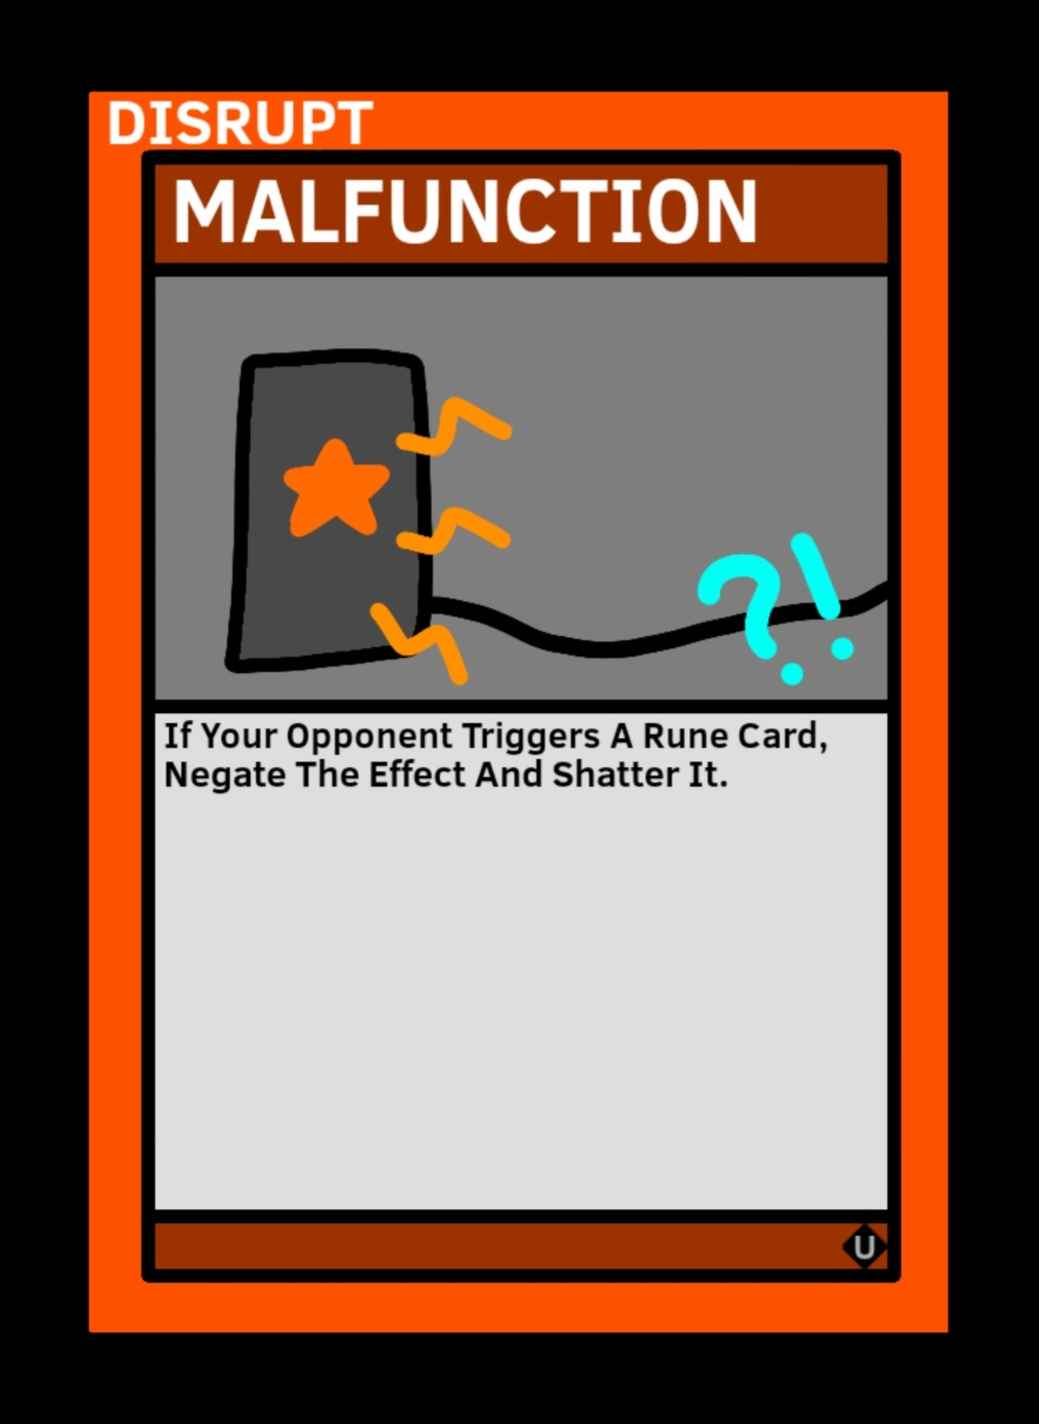 DISRUPT
MALFUNCTION
?!
If Your Opponent Triggers A Rune Card,
Negate The Effect And Shatter It.
U